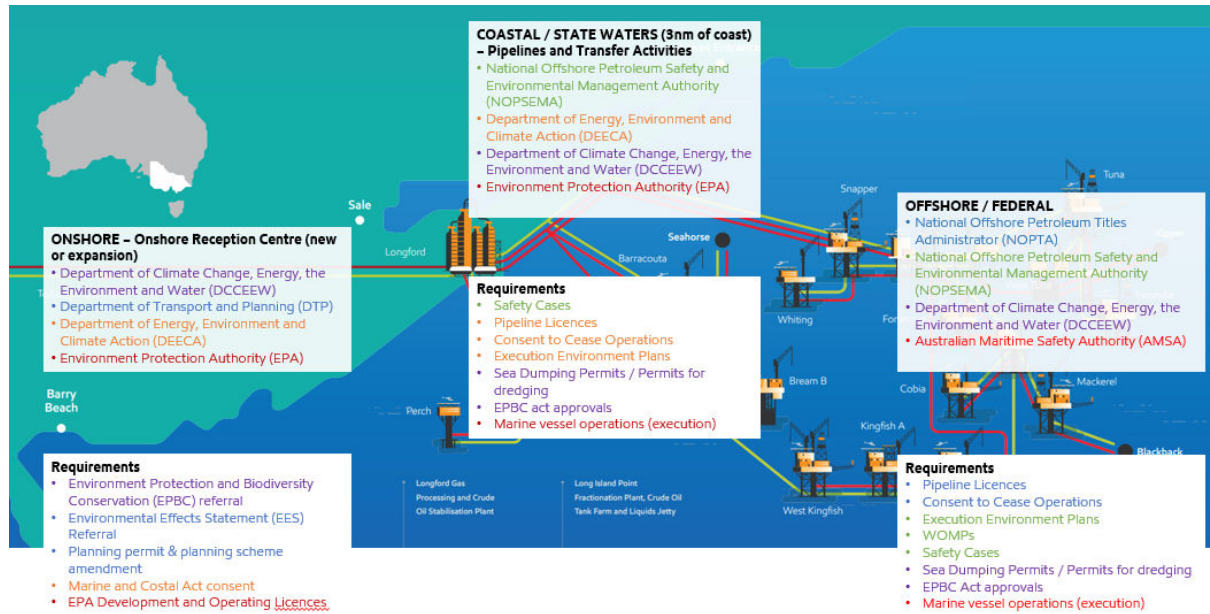 COASTAL / STATE WATERS (3nm of coast)
– Pipelines and Transfer Activities
• National Offshore Petroleum Safety and
Environmental Management Authority
(NOPSEMA)
• Department of Energy, Environment and
Climate Action (DEECA)
• Department of Climate Change, Energy, the
Environment and Water (DCCEEW)
• Environment Protection Authority (EPA)
Sale
Longford
Seahorse
Barracouta
Snapper
Tuna
Whiting
ONSHORE – Onshore Reception Centre (new
or expansion)
• Department of Climate Change, Energy, the
Environment and Water (DCCEEW)
• Department of Transport and Planning (DTP)
• Department of Energy, Environment and
Climate Action (DEECA)
• Environment Protection Authority (EPA)
OFFSHORE / FEDERAL
• National Offshore Petroleum Titles
Administrator (NOPTA)
• National Offshore Petroleum Safety and
Environmental Management Authority
(NOPSEMA)
• Department of Climate Change, Energy, the
Environment and Water (DCCEEW)
• Australian Maritime Safety Authority (AMSA)
Requirements
• Safety Cases
• Pipeline Licences
• Consent to Cease Operations
• Execution Environment Plans
• Sea Dumping Permits / Permits for
dredging
• EPBC act approvals
• Marine vessel operations (execution)
Barry
Beach
Perch
Bream B
Cobia
Mackerel
Kingfish A
Blackback
West Kingfish
Longford Gas
Processing and Crude
Oil Stabilisation Plant
Long Island Point
Fractionation Plant, Crude Oil
Tank Farm and Liquids Jetty
Requirements
• Environment Protection and Biodiversity
Conservation (EPBC) referral
• Environmental Effects Statement (EES)
Referral
• Planning permit & planning scheme
amendment
• Marine and Costal Act consent
• EPA Development and Operating Licences
Requirements
• Pipeline Licences
• Consent to Cease Operations
• Execution Environment Plans
• WOMPs
• Safety Cases
• Sea Dumping Permits / Permits for dredging
• EPBC Act approvals
• Marine vessel operations (execution)